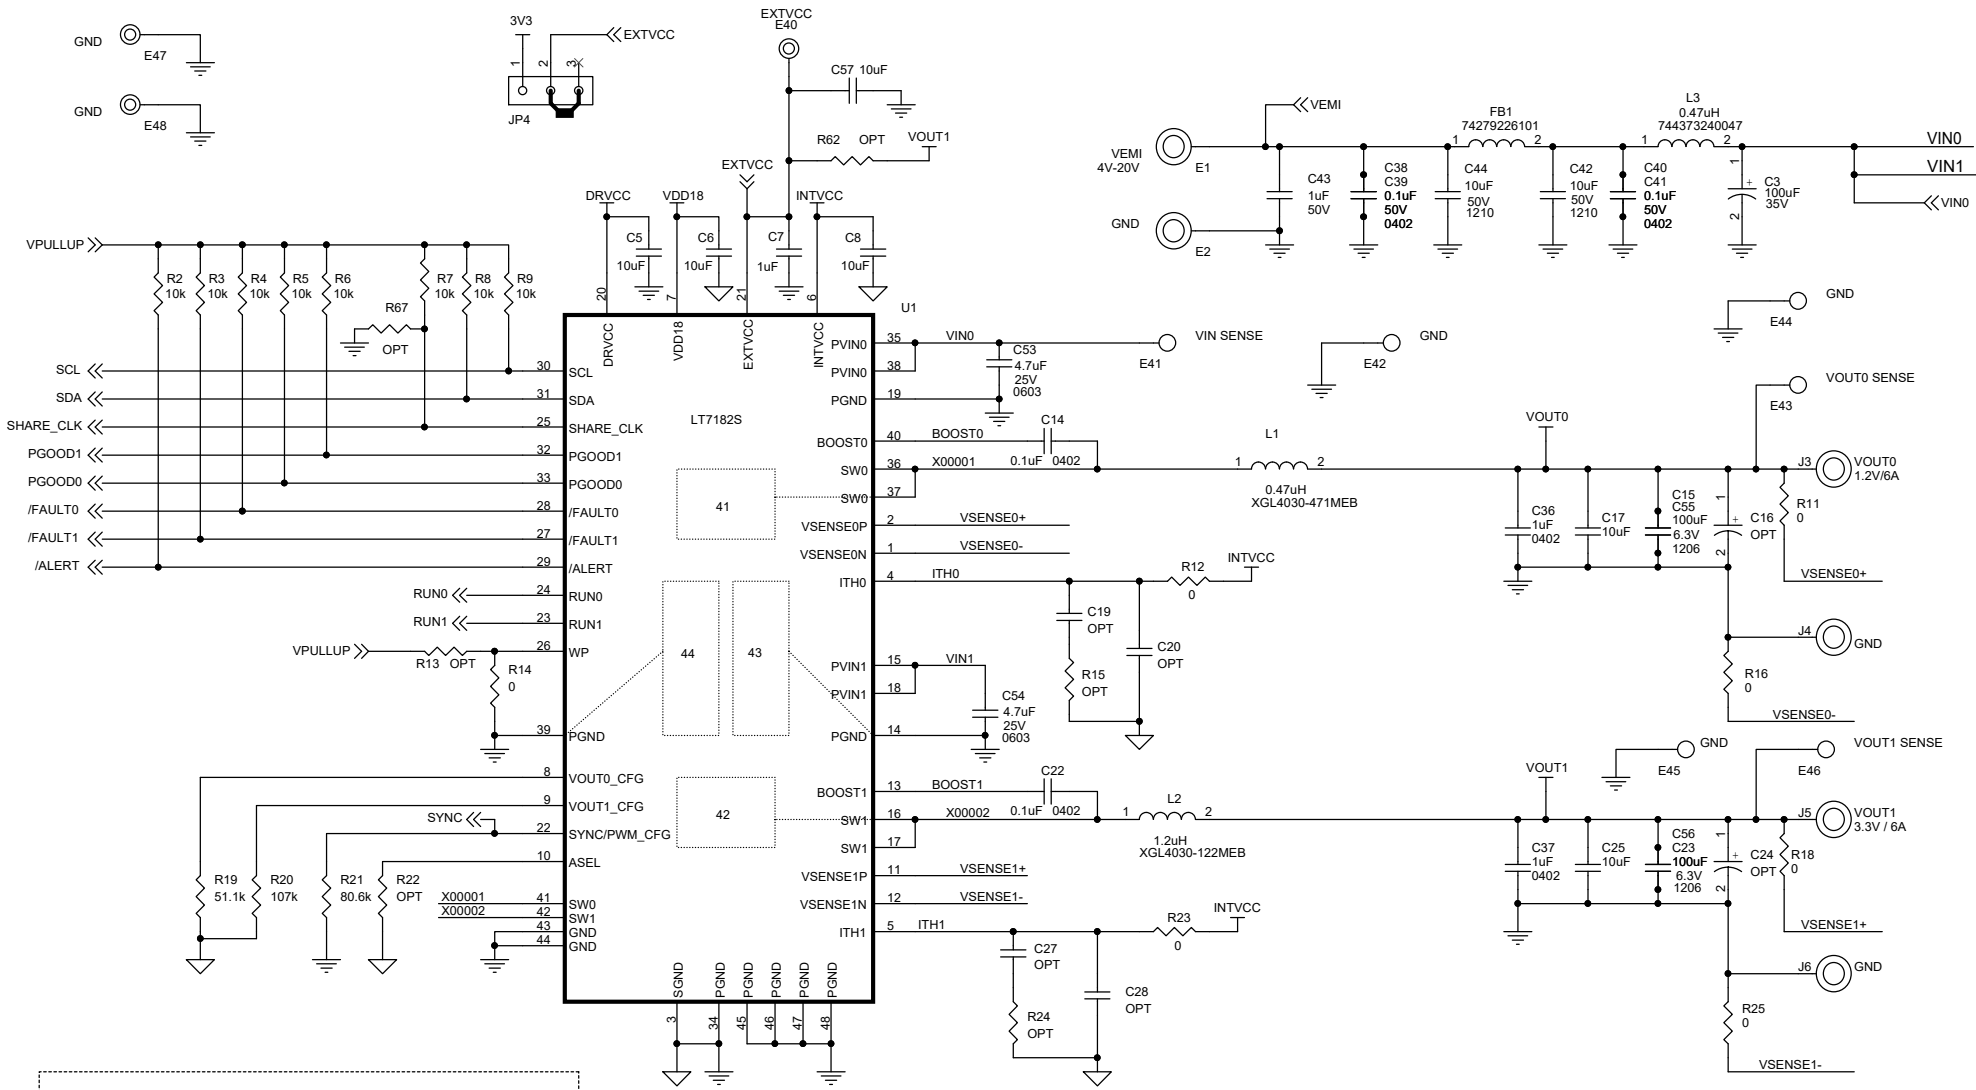 GND
E47
GND
E48
3V3
EXTVCC
1
2
3
JP4
EXTVCC
E40
C57 10uF
R62 OPT
VOUT1
EXTVCC
DRVCC
VDD18
INTVCC
C5
10uF
C6
10uF
C7
1uF
C8
10uF
20
7
21
6
VEMI
VEMI
4V-20V
E1
GND
E2
C43
1uF
50V
C38
C39
0.1uF
50V
0402
FB1
74279226101
1
2
C44
10uF
50V
1210
C42
10uF
50V
1210
C40
C41
0.1uF
50V
0402
L3
0.47uH
744373240047
1
2
1
+
C3
100uF
35V
2
VIN0
VIN1
VIN0
VPULLUP
R2
10k
R3
10k
R4
10k
R5
10k
R6
10k
R7
10k
R8
10k
R9
10k
R67
OPT
SCL
SDA
SHARE_CLK
PGOOD1
PGOOD0
/FAULT0
/FAULT1
/ALERT
RUN0
RUN1
VPULLUP
R13 OPT
R14
0
30
31
25
32
33
28
27
29
24
23
26
39
8
9
22
10
41
42
43
44
SYNC
R19
51.1k
R20
107k
R21
80.6k
R22
OPT
X00001
X00002
U1
LT7182S
DRVCC
VDD18
EXTVCC
INTVCC
SCL
SDA
SHARE_CLK
PGOOD1
PGOOD0
/FAULT0
/FAULT1
/ALERT
RUN0
RUN1
WP
PGND
VOUT0_CFG
VOUT1_CFG
SYNC/PWM_CFG
ASEL
SW0
SW1
GND
GND
41
44
43
42
PVIN0
PVIN0
PGND
BOOST0
SW0
SW0
VSENSE0P
VSENSE0N
ITH0
PVIN1
PVIN1
PGND
BOOST1
SW1
SW1
VSENSE1P
VSENSE1N
ITH1
SGND
PGND
PGND
PGND
PGND
PGND
3
34
45
46
47
48
35
38
19
40
36
37
2
1
4
15
18
14
13
16
17
11
12
5
VIN0
C53
4.7uF
25V
0603
E41
VIN SENSE
E42
GND
E44
GND
BOOST0
C14
0.1uF 0402
X00001
L1
1
2
0.47uH
XGL4030-471MEB
VSENSE0+
VSENSE0-
ITH0
R12
0
INTVCC
C19
OPT
C20
OPT
R15
OPT
VOUT0
E43
VOUT0 SENSE
J3
VOUT0
1.2V/6A
C36
1uF
0402
C17
10uF
C15
C55
100uF
6.3V
1206
1
+
C16
OPT
2
R11
0
VSENSE0+
J4
GND
R16
0
VSENSE0-
VIN1
C54
4.7uF
25V
0603
BOOST1
C22
0.1uF 0402
X00002
L2
1
2
1.2uH
XGL4030-122MEB
VSENSE1+
VSENSE1-
ITH1
R23
0
INTVCC
C27
OPT
C28
OPT
R24
OPT
GND
E45
VOUT1
E46
VOUT1 SENSE
J5
VOUT1
3.3V / 6A
C37
1uF
0402
C25
10uF
C56
C23
100uF
6.3V
1206
1
+
C24
OPT
2
R18
0
VSENSE1+
J6
GND
R25
0
VSENSE1-